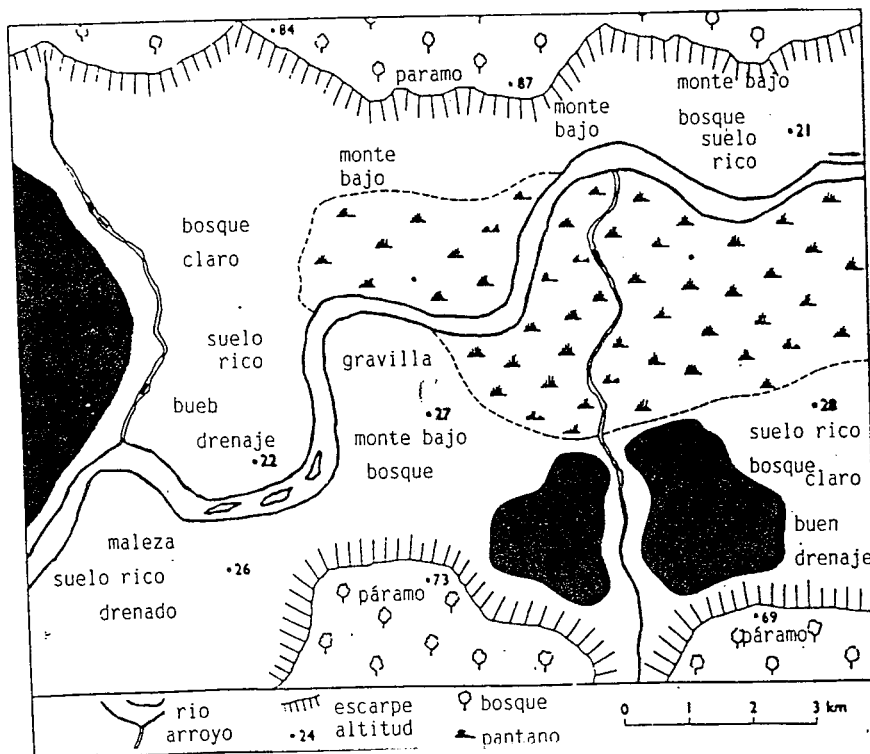 84
paramo
87
monte bajo
monte
bajo
bosque
suelo
rico
21
monte
bajo
bosque
claro
suelo
rico
gravilla
bueb
27
28
drenaje
22
monte bajo
bosque
suelo rico
bosque
claro
buen
drenaje
maleza
suelo rico
26
drenado
páramo
73
69
páramo
rio
arroyo
escarpe
altitud
24
bosque
pantano
0 1 2 3 km